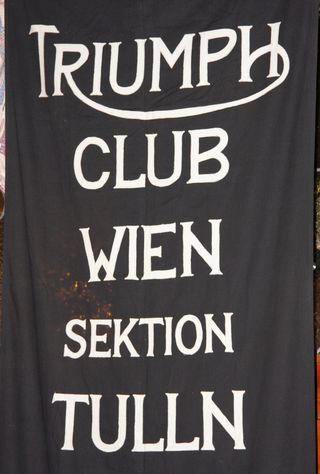 TRIUMPH
CLUB
WIEN
SEKTION
TULLN